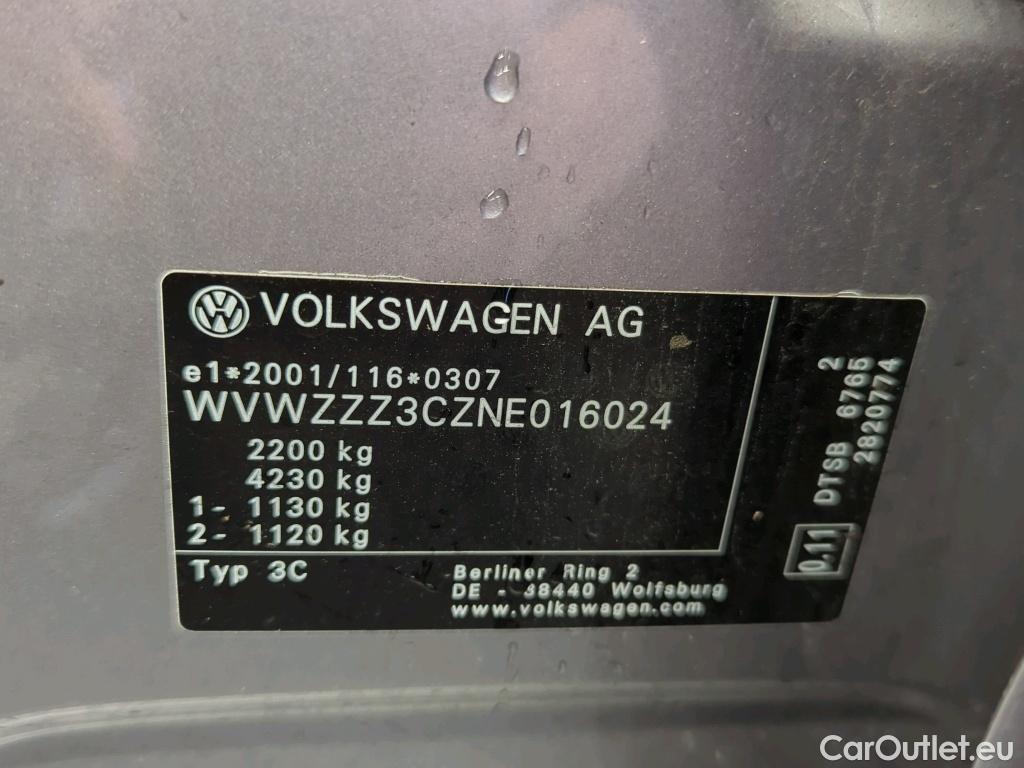 VOLKSWAGEN AG
e1*2001/116*0307
WVWZZZ3CZNE016024
2200 kg
4230 kg
1- 1130 kg
2- 1120 kg
Typ 3C
Berliner Ring 2
DE - 38440 Wolfsburg
www.volkswagen.com
0.11
DTSB 6765 2
2820774
CarOutlet.eu